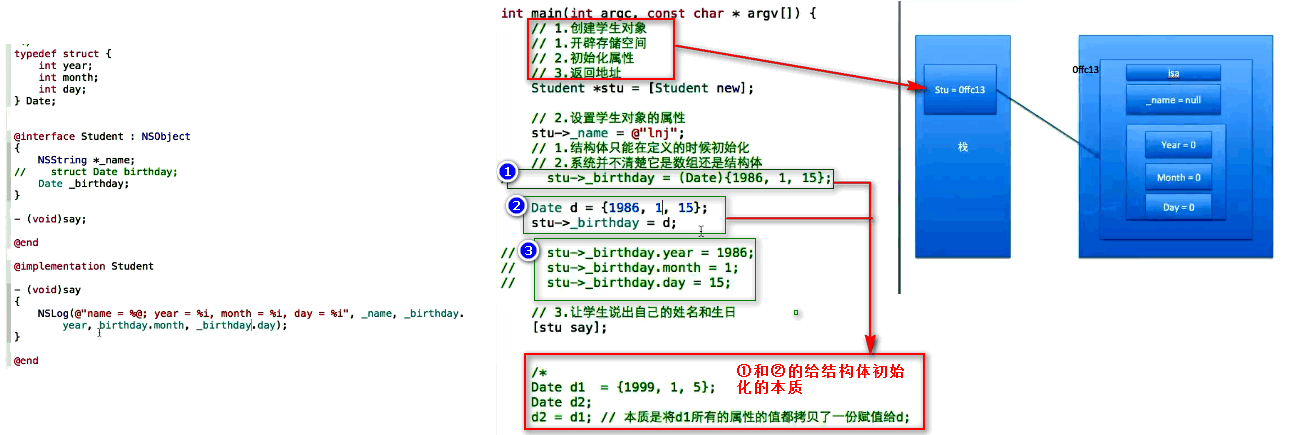 typedef struct {
int year;
int month;
int day;
} Date;
@interface Student : NSObject
{
NSString *_name;
// struct Date birthday;
Date _birthday;
}
- (void)say;
@end
@implementation Student
- (void)say
{
NSLog(@"name = %@; year = %i, month = %i, day = %i", _name, _birthday.
year, _birthday.month, _birthday.day);
}
@end
int main(int argc, const char * argv[]) {
// 1.创建学生对象
// 1.开辟存储空间
// 2.初始化属性
// 3.返回地址
Student *stu = [Student new];
// 2.设置学生对象的属性
stu->_name = @"lnj";
// 1.结构体只能在定义的时候初始化
// 2.系统并不清楚它是数组还是结构体
① stu->_birthday = (Date){1986, 1, 15};
② Date d = {1986, 1, 15};
stu->_birthday = d;
// ③ stu->_birthday.year = 1986;
// stu->_birthday.month = 1;
// stu->_birthday.day = 15;
// 3.让学生说出自己的姓名和生日
[stu say];
/*
Date d1 = {1999, 1, 5};
Date d2;
d2 = d1; // 本质是将d1所有的属性的值都拷贝了一份赋值给d;
①和②的给结构体初始
化的本质
Stu = 0ffc13
栈
0ffc13
isa
_name = null
Year = 0
Month = 0
Day = 0